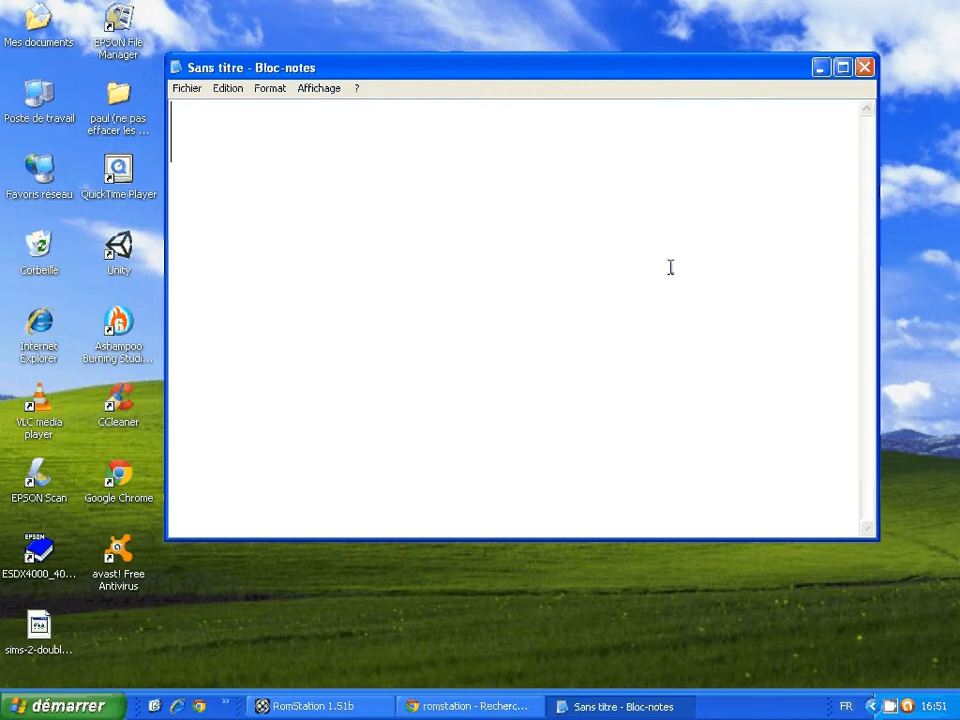 Sans titre - Bloc-notes
Fichier Edition Format Affichage ?
Mes documents
EPSON File
Manager
Poste de travail
paul (ne pas
effacer les ...
Favoris réseau
QuickTime Player
Corbeille
Unity
Internet
Explorer
Ashampoo
Burning Studi...
VLC media
player
CCleaner
EPSON Scan
Google Chrome
EPSON
ESDX4000_40...
avast! Free
Antivirus
sims-2-doubl...
démarrer
RomStation 1.51b
romstation - Recherc...
Sans titre - Bloc-notes
FR
16:51